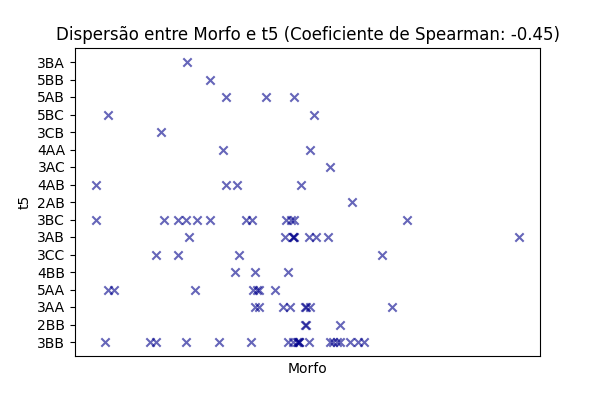 Dispersão entre Morfo e t5 (Coeficiente de Spearman: -0.45)
3BA
5BB
5AB
5BC
3CB
4AA
3AC
4AB
2AB
3BC
3AB
3CC
4BB
5AA
3AA
2BB
3BB
t5
Morfo